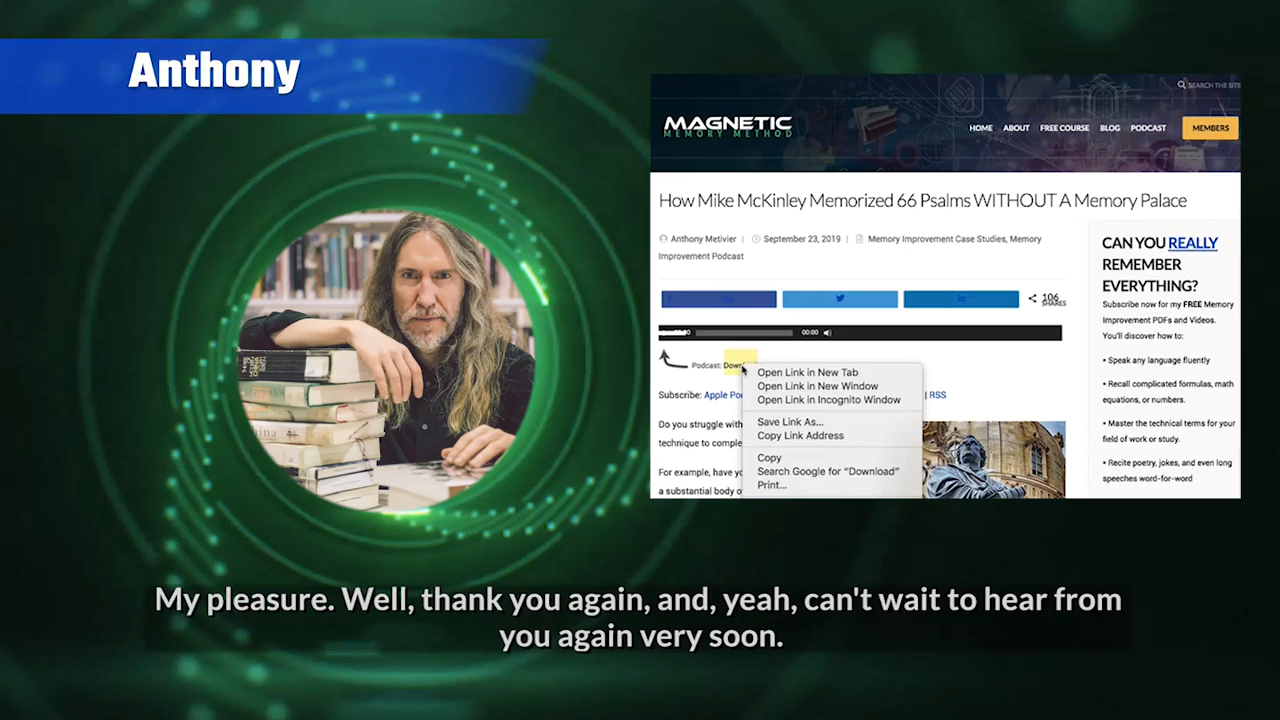 Anthony
SEARCH THE SITE
MAGNETIC
MEMORY METHOD
HOME ABOUT FREE COURSE BLOG PODCAST MEMBERS
How Mike McKinley Memorized 66 Psalms WITHOUT A Memory Palace
Anthony Metivier | September 23, 2019 | Memory Improvement Case Studies, Memory
Improvement Podcast
106
SHARES
00:00
Podcast:
Subscribe: Apple
| RSS
Do you struggle with
technique to comple
For example, have yo
a substantial body o
Open Link in New Tab
Open Link in New Window
Open Link in Incognito Window
Save Link As...
Copy Link Address
Copy
Search Google for “Download”
Print...
CAN YOU REALLY
REMEMBER
EVERYTHING?
Subscribe now for my FREE Memory
Improvement PDFs and Videos.
You'll discover how to:
• Speak any language fluently
• Recall complicated formulas, math
equations, or numbers.
• Master the technical terms for your
field of work or study.
• Recite poetry, jokes, and even long
speeches word-for-word
My pleasure. Well, thank you again, and, yeah, can't wait to hear from
you again very soon.